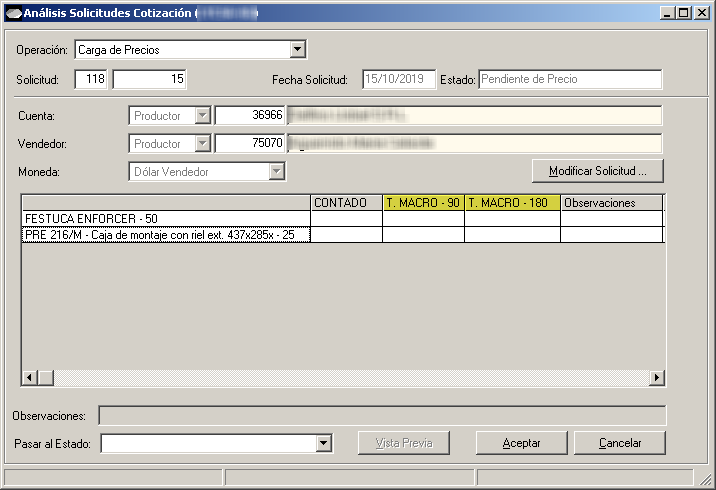 Análisis Solicitudes Cotización (
Operación: Carga de Precios
Solicitud: 118 15 Fecha Solicitud: 15/10/2019 Estado: Pendiente de Precio
Cuenta: Productor 36966
Vendedor: Productor 75070
Moneda: Dólar Vendedor Modificar Solicitud ...
CONTADO T. MACRO - 90 T. MACRO - 180 Observaciones
FESTUCA ENFORCER - 50
PRE 216/M - Caja de montaje con riel ext. 437x285x - 25
Observaciones:
Pasar al Estado: Vista Previa Aceptar Cancelar